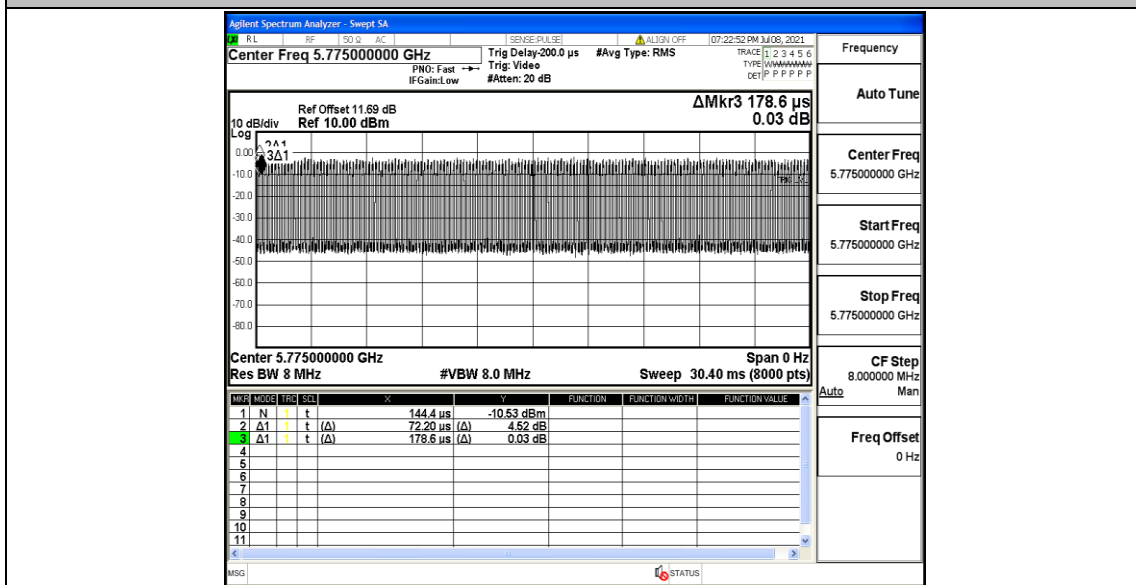 Agilent Spectrum Analyzer - Swept SA
RL RF 50 Ω AC SENSE:PULSE ALIGN OFF 07:22:52 PM Jul 08, 2021
Center Freq 5.775000000 GHz
PNO: Fast
IFGain:Low
Trig Delay-200.0 µs
Trig: Video
#Atten: 20 dB
#Avg Type: RMS
TRACE 1 2 3 4 5 6
TYPE
DET P P P P P P
ΔMkr3 178.6 µs
0.03 dB
Ref Offset 11.69 dB
Ref 10.00 dBm
10 dB/div
Log
0.00
-10.0
-20.0
-30.0
-40.0
-50.0
-60.0
-70.0
-80.0
3Δ1
Center 5.775000000 GHz
Span 0 Hz
Res BW 8 MHz
#VBW 8.0 MHz
Sweep 30.40 ms (8000 pts)
MKR MODE TRC SCL X Y FUNCTION FUNCTION WIDTH FUNCTION VALUE
1 N 1 t 144.4 µs -10.53 dBm
2 Δ1 1 t (Δ) 72.20 µs (Δ) 4.52 dB
3 Δ1 1 t (Δ) 178.6 µs (Δ) 0.03 dB
4
5
6
7
8
9
10
11
MSG
STATUS
Frequency
Auto Tune
Center Freq
5.775000000 GHz
Start Freq
5.775000000 GHz
Stop Freq
5.775000000 GHz
CF Step
8.000000 MHz
Auto Man
Freq Offset
0 Hz